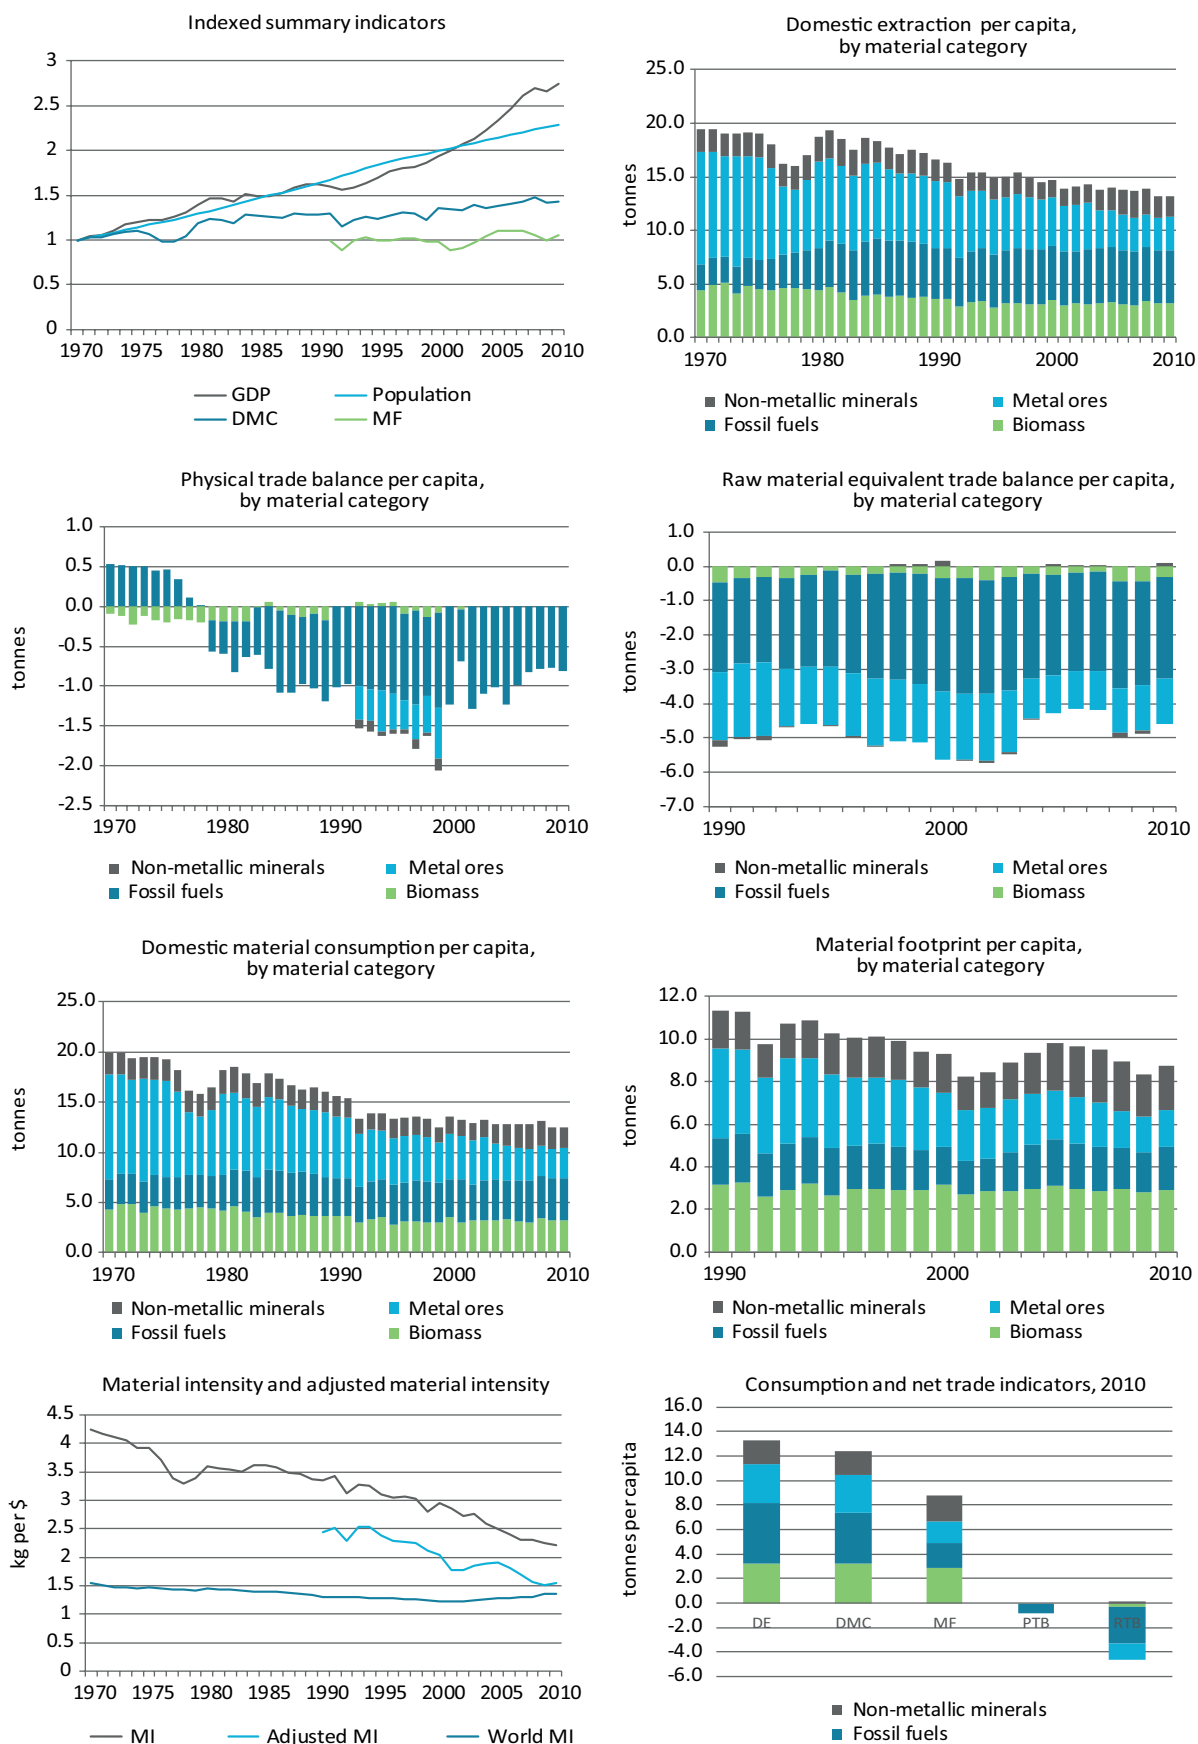 Indexed summary indicators
3
2.5
2
1.5
1
0.5
0
1970 1975 1980 1985 1990 1995 2000 2005 2010
GDP Population
DMC MF
Domestic extraction per capita,
by material category
tonnes
25.0
20.0
15.0
10.0
5.0
0.0
1970 1980 1990 2000 2010
Non-metallic minerals Metal ores
Fossil fuels Biomass
Physical trade balance per capita,
by material category
tonnes
1.0
0.5
0.0
-0.5
-1.0
-1.5
-2.0
-2.5
1970 1980 1990 2000 2010
Non-metallic minerals Metal ores
Fossil fuels Biomass
Raw material equivalent trade balance per capita,
by material category
tonnes
1.0
0.0
-1.0
-2.0
-3.0
-4.0
-5.0
-6.0
-7.0
1990 2000 2010
Non-metallic minerals Metal ores
Fossil fuels Biomass
Domestic material consumption per capita,
by material category
tonnes
25.0
20.0
15.0
10.0
5.0
0.0
1970 1980 1990 2000 2010
Non-metallic minerals Metal ores
Fossil fuels Biomass
Material footprint per capita,
by material category
tonnes
12.0
10.0
8.0
6.0
4.0
2.0
0.0
1990 2000 2010
Non-metallic minerals Metal ores
Fossil fuels Biomass
Material intensity and adjusted material intensity
kg per $
4.5
4
3.5
3
2.5
2
1.5
1
0.5
0
1970 1975 1980 1985 1990 1995 2000 2005 2010
MI Adjusted MI World MI
Consumption and net trade indicators, 2010
tonnes per capita
16.0
14.0
12.0
10.0
8.0
6.0
4.0
2.0
0.0
-2.0
-4.0
-6.0
DE DMC MF PTB RTB
Non-metallic minerals
Fossil fuels